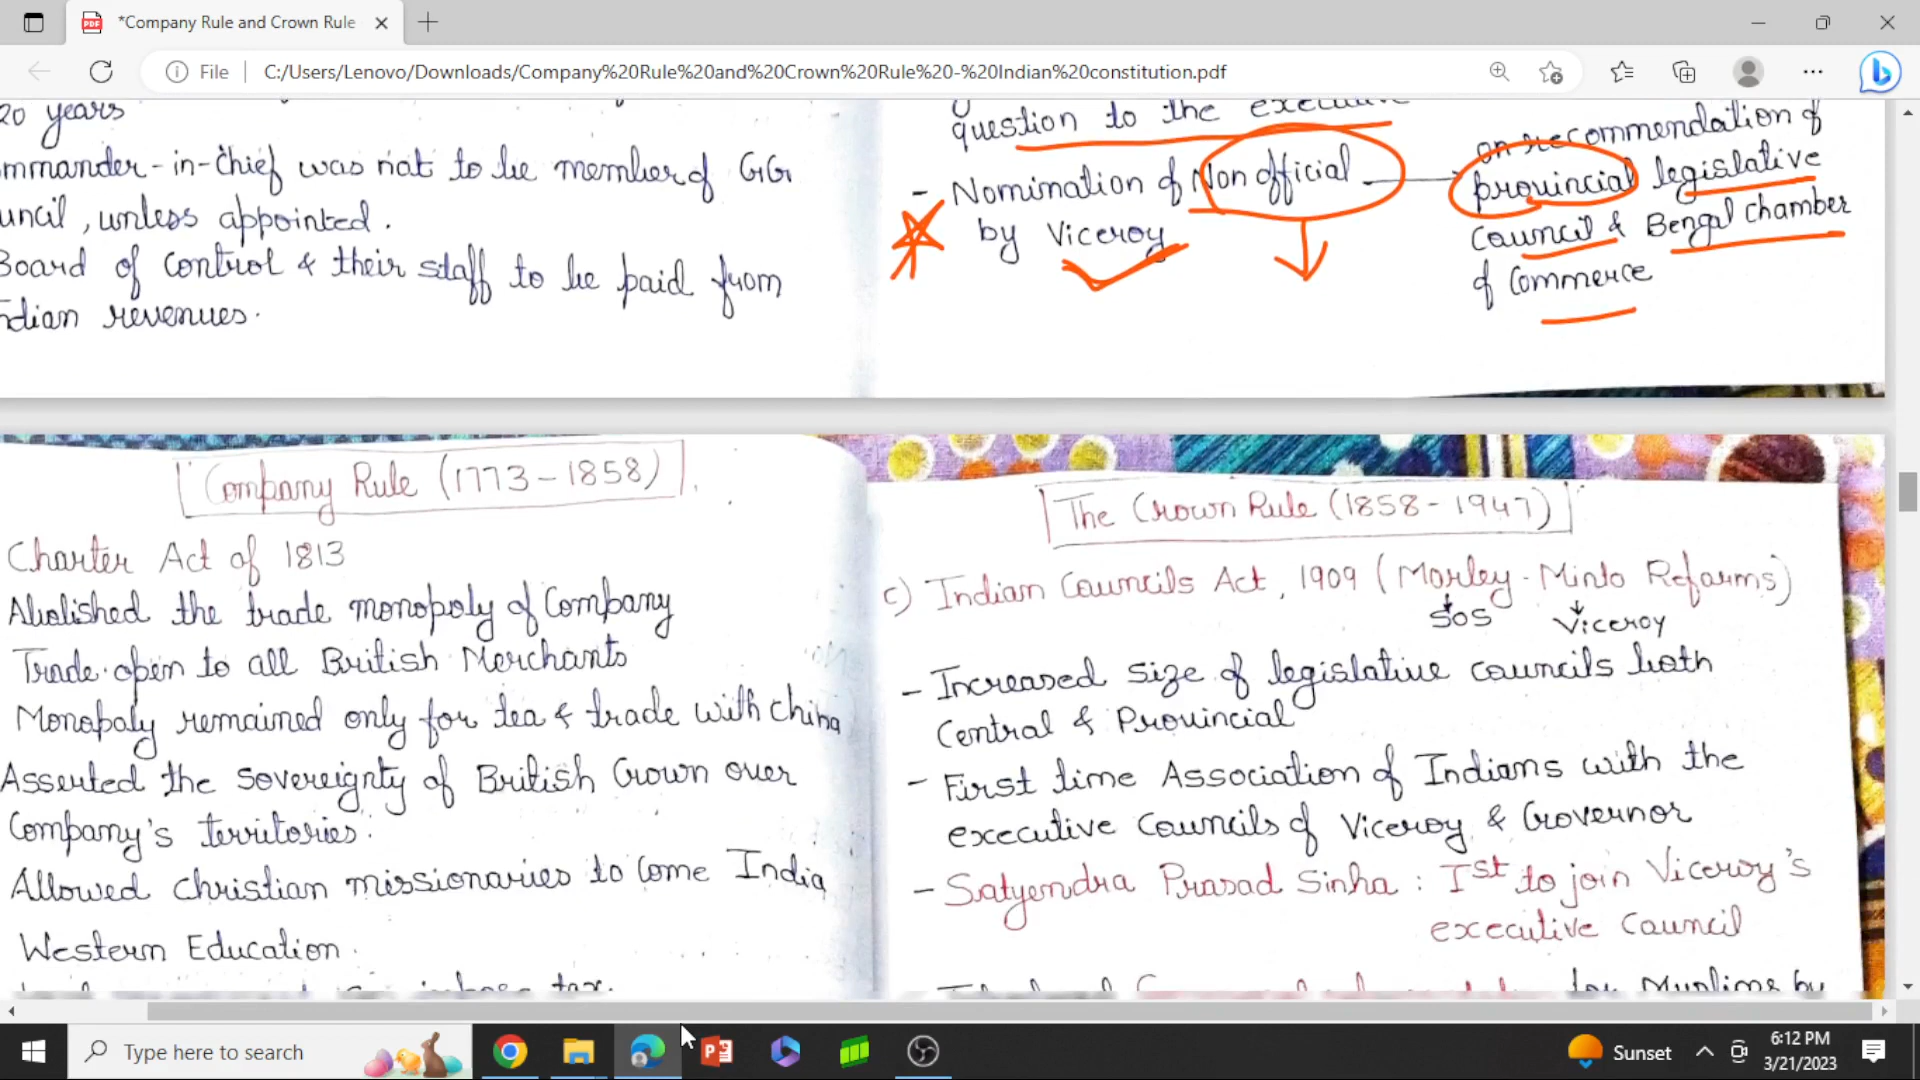 *Company Rule and Crown Rule
File
C:/Users/Lenovo/Downloads/Company%20Rule%20and%20Crown%20Rule%20-%20Indian%20constitution.pdf
20 years
mmander-in-chief was not to be member of GG
uncil, unless appointed.
Board of control & their staff to be paid from
ndian revenues.
question to the executive
- Nomination of Non official
by Viceroy
on recommendation of
provincial legislative
Council & Bengal chamber
of Commerce
Company Rule (1773-1858)
Charter Act of 1813
Abolished the trade monopoly of Company
Trade open to all British Merchants
Monopaly remained only for tea & trade with china
Asserted the sovereignty of British Crown over
Company's territories.
Allowed christian missionaries to come India
Western Education.
tax.
The Crown Rule (1858-1947)
c) Indian Councils Act, 1909 (Morley-Minto Reforms)
SOS Viceroy
- Increased size of legislative councils both
Central & Provincial
- First time Association of Indians with the
executive Councils of Viceroy & Governor
- Satyendra Prasad Sinha : Ist to join Viceroy's
executive Council
for Muslims by
Type here to search
Sunset
6:12 PM
3/21/2023